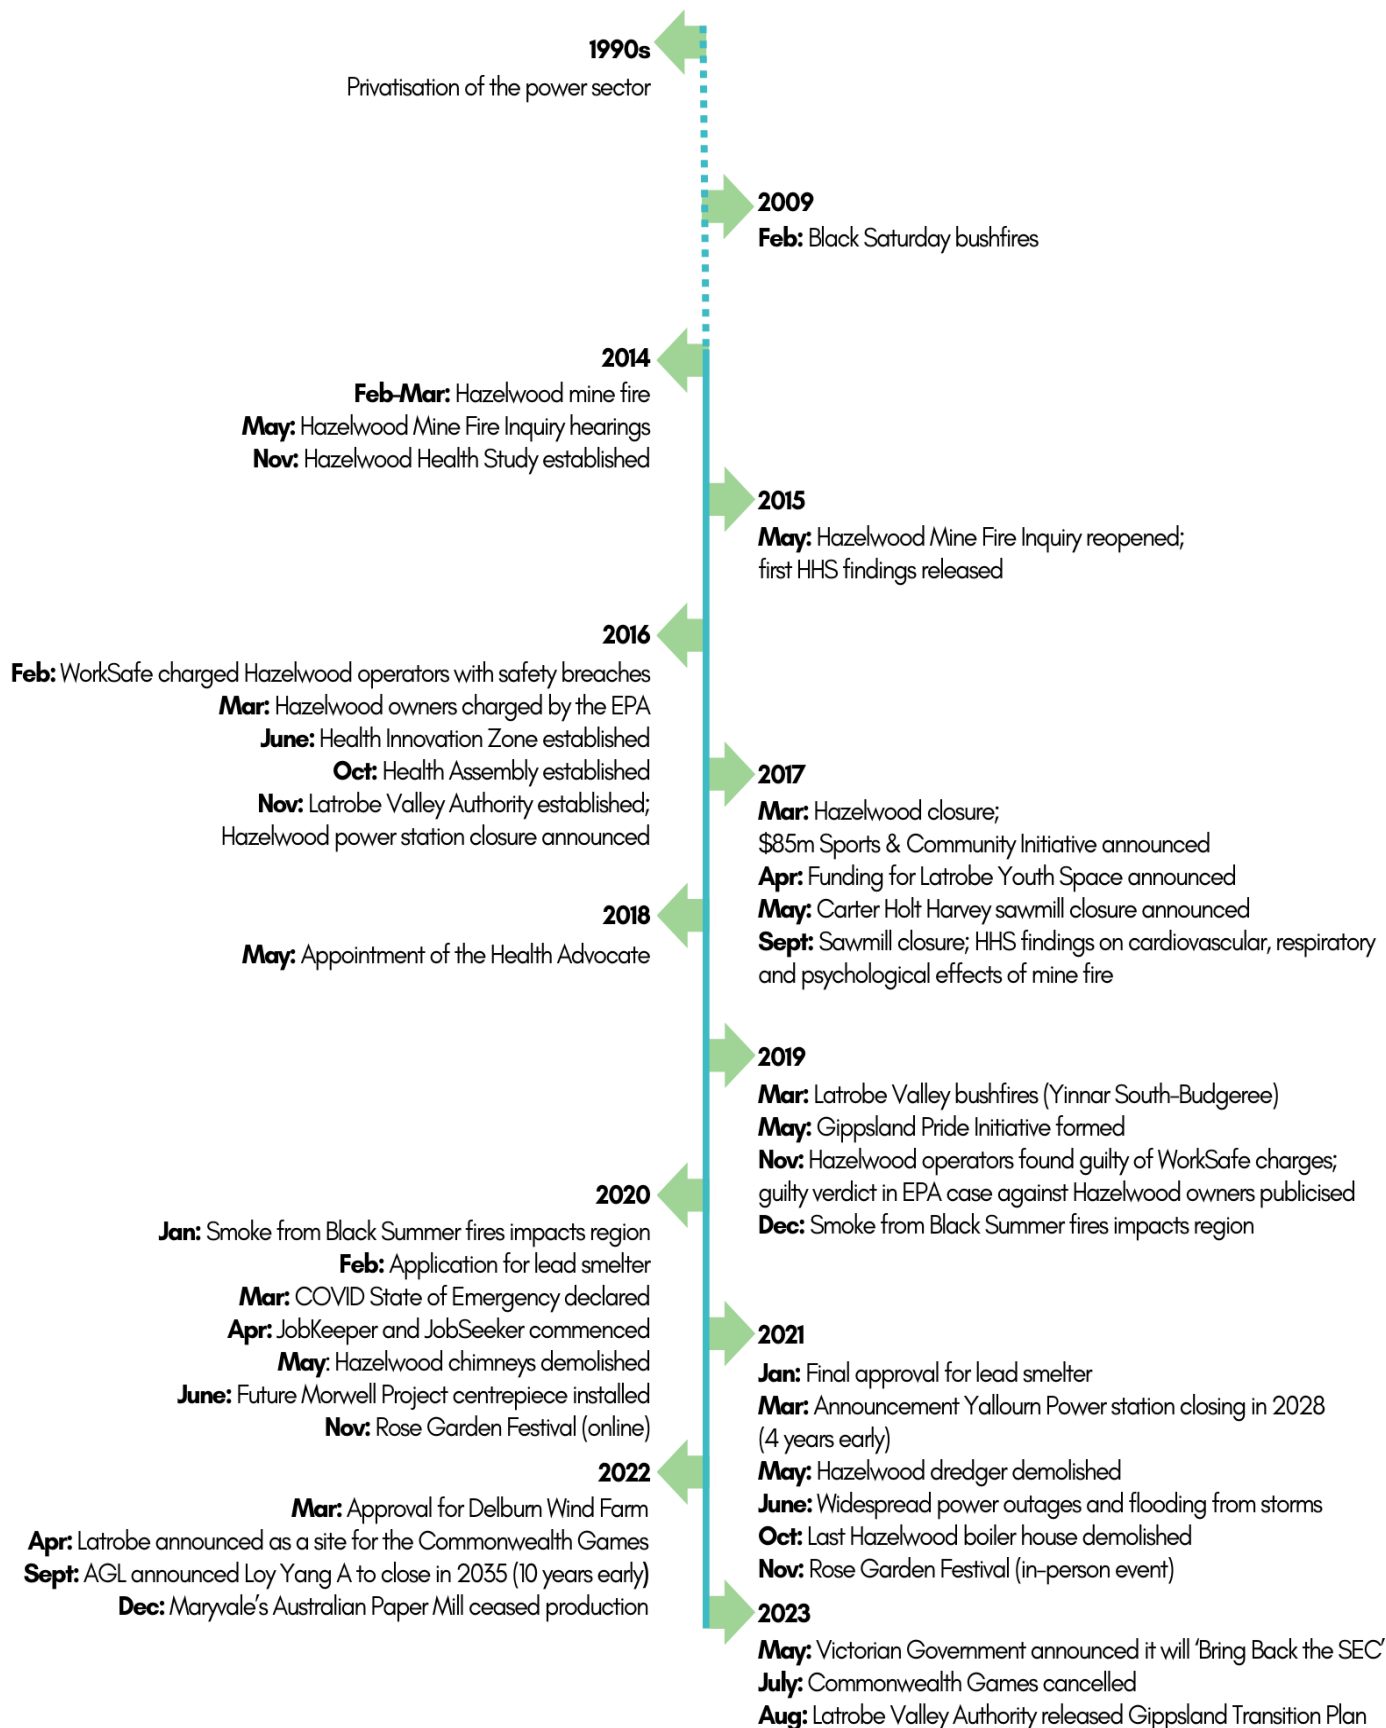 1990s
Privatisation of the power sector
2009
Feb: Black Saturday bushfires
2014
Feb-Mar: Hazelwood mine fire
May: Hazelwood Mine Fire Inquiry hearings
Nov: Hazelwood Health Study established
2015
May: Hazelwood Mine Fire Inquiry reopened;
first HHS findings released
2016
Feb: WorkSafe charged Hazelwood operators with safety breaches
Mar: Hazelwood owners charged by the EPA
June: Health Innovation Zone established
Oct: Health Assembly established
Nov: Latrobe Valley Authority established;
Hazelwood power station closure announced
2017
Mar: Hazelwood closure;
$85m Sports & Community Initiative announced
Apr: Funding for Latrobe Youth Space announced
May: Carter Holt Harvey sawmill closure announced
Sept: Sawmill closure; HHS findings on cardiovascular, respiratory
and psychological effects of mine fire
2018
May: Appointment of the Health Advocate
2019
Mar: Latrobe Valley bushfires (Yinnar South-Budgeree)
May: Gippsland Pride Initiative formed
Nov: Hazelwood operators found guilty of WorkSafe charges;
guilty verdict in EPA case against Hazelwood owners publicised
Dec: Smoke from Black Summer fires impacts region
2020
Jan: Smoke from Black Summer fires impacts region
Feb: Application for lead smelter
Mar: COVID State of Emergency declared
Apr: JobKeeper and JobSeeker commenced
May: Hazelwood chimneys demolished
June: Future Morwell Project centrepiece installed
Nov: Rose Garden Festival (online)
2021
Jan: Final approval for lead smelter
Mar: Announcement Yallourn Power station closing in 2028
(4 years early)
May: Hazelwood dredger demolished
June: Widespread power outages and flooding from storms
Oct: Last Hazelwood boiler house demolished
Nov: Rose Garden Festival (in-person event)
2022
Mar: Approval for Delburn Wind Farm
Apr: Latrobe announced as a site for the Commonwealth Games
Sept: AGL announced Loy Yang A to close in 2035 (10 years early)
Dec: Maryvale's Australian Paper Mill ceased production
2023
May: Victorian Government announced it will 'Bring Back the SEC'
July: Commonwealth Games cancelled
Aug: Latrobe Valley Authority released Gippsland Transition Plan